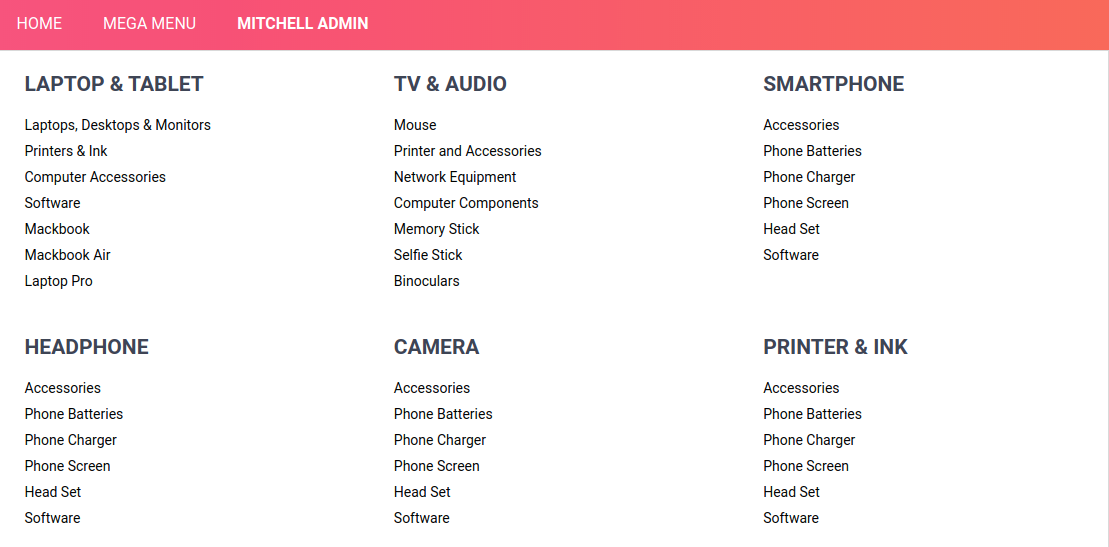 HOME MEGA MENU MITCHELL ADMIN
LAPTOP & TABLET
Laptops, Desktops & Monitors
Printers & Ink
Computer Accessories
Software
Mackbook
Mackbook Air
Laptop Pro
TV & AUDIO
Mouse
Printer and Accessories
Network Equipment
Computer Components
Memory Stick
Selfie Stick
Binoculars
SMARTPHONE
Accessories
Phone Batteries
Phone Charger
Phone Screen
Head Set
Software
HEADPHONE
Accessories
Phone Batteries
Phone Charger
Phone Screen
Head Set
Software
CAMERA
Accessories
Phone Batteries
Phone Charger
Phone Screen
Head Set
Software
PRINTER & INK
Accessories
Phone Batteries
Phone Charger
Phone Screen
Head Set
Software